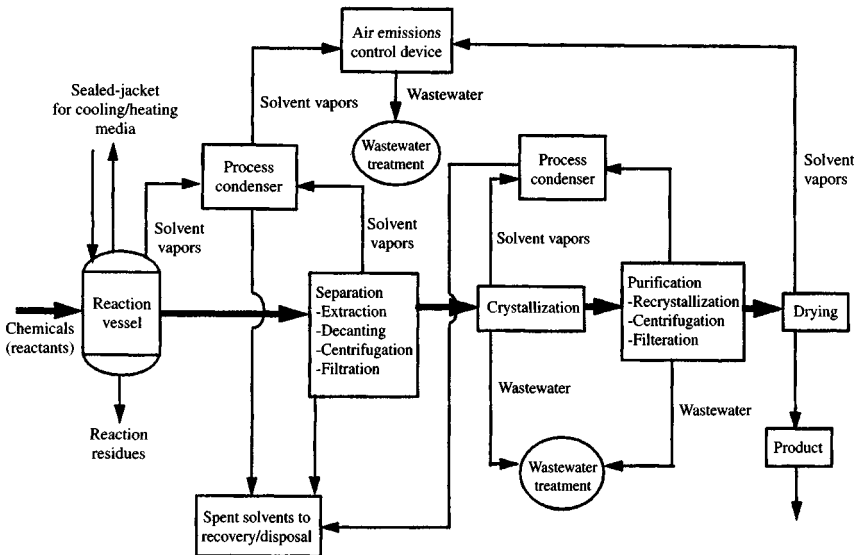 Air emissions
control device
Sealed-jacket
for cooling/heating
media
Solvent vapors
Wastewater
Wastewater
treatment
Process
condenser
Process
condenser
Solvent
vapors
Solvent
vapors
Solvent
vapors
Solvent vapors
Chemicals
(reactants)
Reaction
vessel
Separation
-Extraction
-Decanting
-Centrifugation
-Filtration
Crystallization
Purification
-Recrystallization
-Centrifugation
-Filteration
Drying
Wastewater
Wastewater
Reaction
residues
Product
Wastewater
treatment
Spent solvents to
recovery/disposal